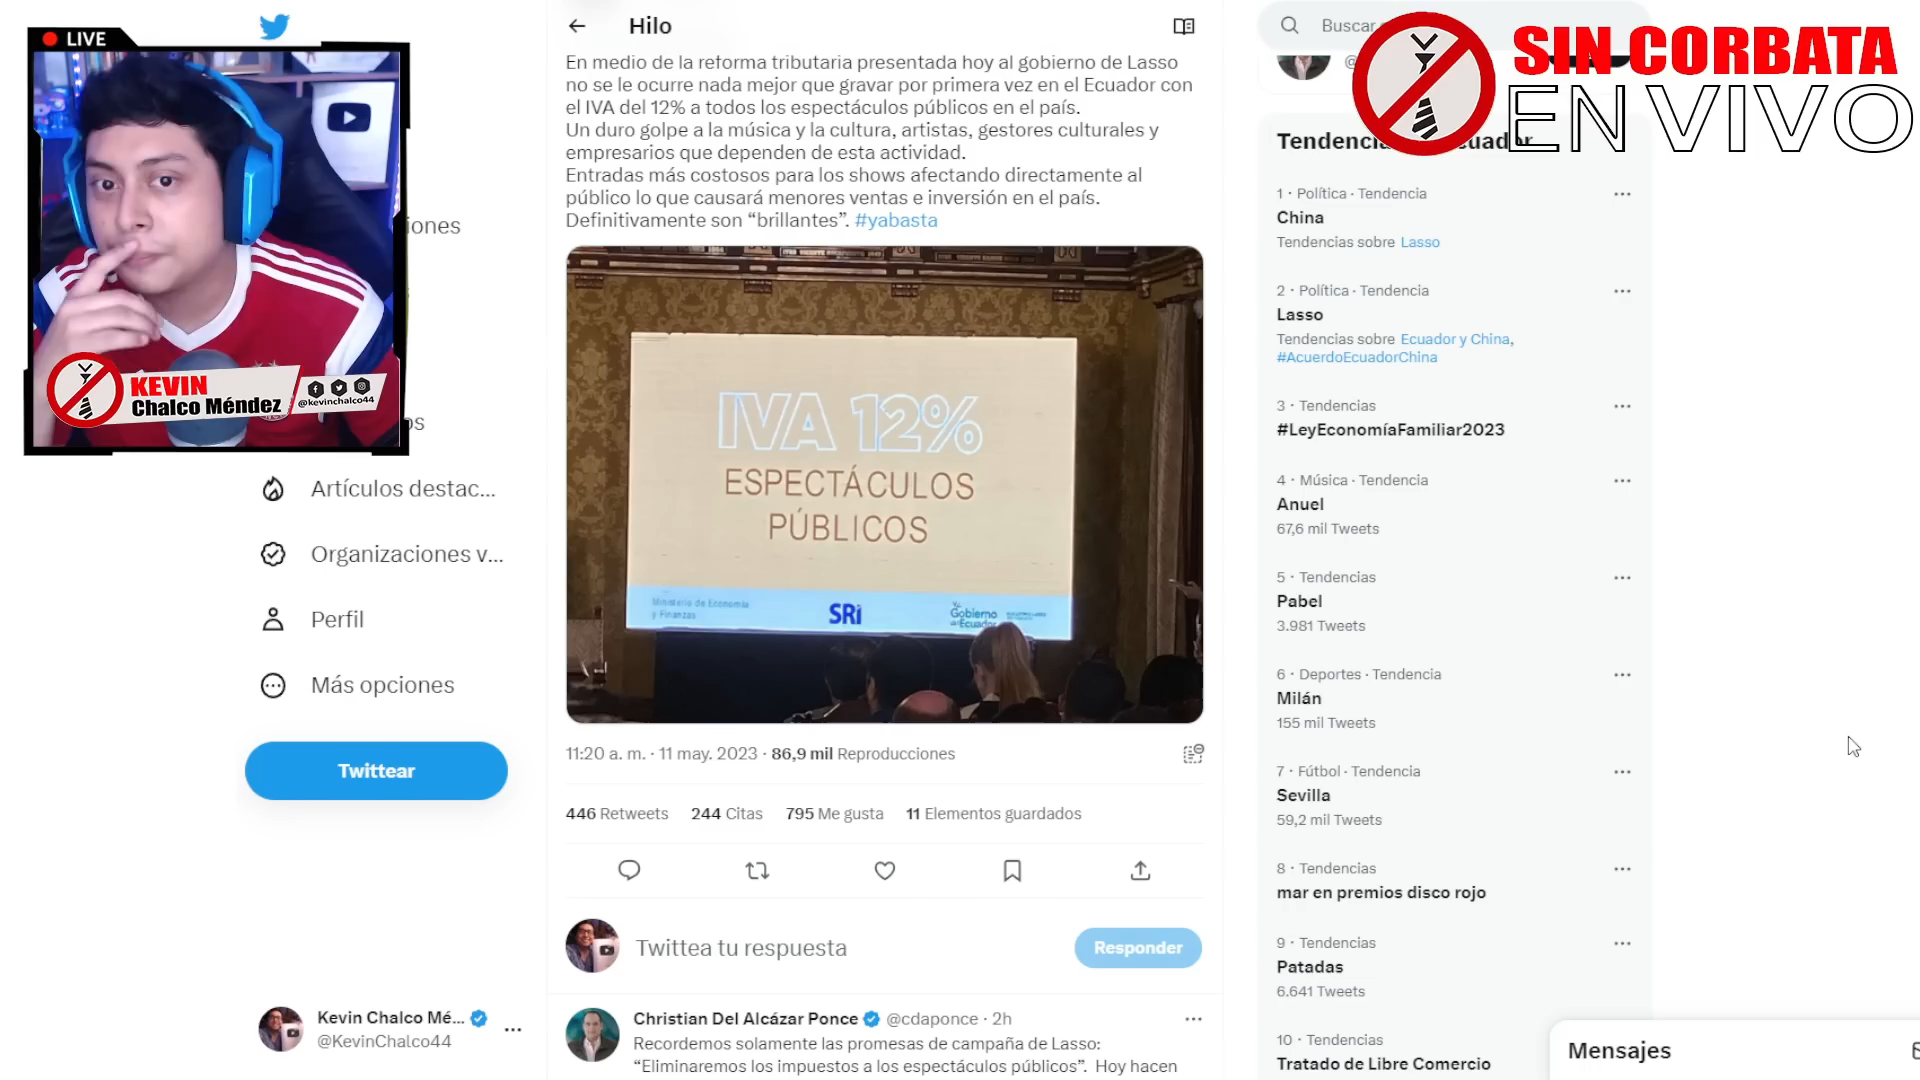 LIVE
KEVIN
Chalco Méndez
@kevinchalco44
SIN CORBATA
EN VIVO
iones
os
Artículos destac...
Organizaciones v...
Perfil
Más opciones
Twittear
Kevin Chalco Mé...
@KevinChalco44
Hilo
En medio de la reforma tributaria presentada hoy al gobierno de Lasso
no se le ocurre nada mejor que gravar por primera vez en el Ecuador con
el IVA del 12% a todos los espectáculos públicos en el país.
Un duro golpe a la música y la cultura, artistas, gestores culturales y
empresarios que dependen de esta actividad.
Entradas más costosos para los shows afectando directamente al
público lo que causará menores ventas e inversión en el país.
Definitivamente son “brillantes”. #yabasta
IVA 12%
ESPECTÁCULOS
PÚBLICOS
Ministerio de Economía
y Finanzas
SRi
Gobierno
del Ecuador
11:20 a. m. · 11 may. 2023 · 86,9 mil Reproducciones
446 Retweets 244 Citas 795 Me gusta 11 Elementos guardados
Twittea tu respuesta
Responder
Christian Del Alcázar Ponce @cdaponce · 2h
Recordemos solamente las promesas de campaña de Lasso:
“Eliminaremos los impuestos a los espectáculos públicos”. Hoy hacen
Buscar
@
Tendenci uador
1 · Política · Tendencia
China
Tendencias sobre Lasso
2 · Política · Tendencia
Lasso
Tendencias sobre Ecuador y China,
#AcuerdoEcuadorChina
3 · Tendencias
#LeyEconomíaFamiliar2023
4 · Música · Tendencia
Anuel
67,6 mil Tweets
5 · Tendencias
Pabel
3.981 Tweets
6 · Deportes · Tendencia
Milán
155 mil Tweets
7 · Fútbol · Tendencia
Sevilla
59,2 mil Tweets
8 · Tendencias
mar en premios disco rojo
9 · Tendencias
Patadas
6.641 Tweets
10 · Tendencias
Tratado de Libre Comercio
Mensajes